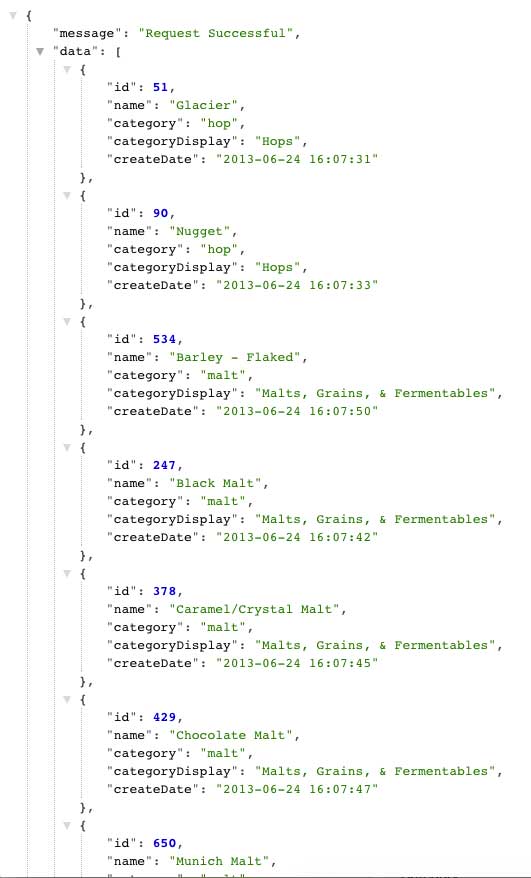 {
"message": "Request Successful",
"data": [
{
"id": 51,
"name": "Glacier",
"category": "hop",
"categoryDisplay": "Hops",
"createDate": "2013-06-24 16:07:31"
},
{
"id": 90,
"name": "Nugget",
"category": "hop",
"categoryDisplay": "Hops",
"createDate": "2013-06-24 16:07:33"
},
{
"id": 534,
"name": "Barley - Flaked",
"category": "malt",
"categoryDisplay": "Malts, Grains, & Fermentables",
"createDate": "2013-06-24 16:07:50"
},
{
"id": 247,
"name": "Black Malt",
"category": "malt",
"categoryDisplay": "Malts, Grains, & Fermentables",
"createDate": "2013-06-24 16:07:42"
},
{
"id": 378,
"name": "Caramel/Crystal Malt",
"category": "malt",
"categoryDisplay": "Malts, Grains, & Fermentables",
"createDate": "2013-06-24 16:07:45"
},
{
"id": 429,
"name": "Chocolate Malt",
"category": "malt",
"categoryDisplay": "Malts, Grains, & Fermentables",
"createDate": "2013-06-24 16:07:47"
},
{
"id": 650,
"name": "Munich Malt",